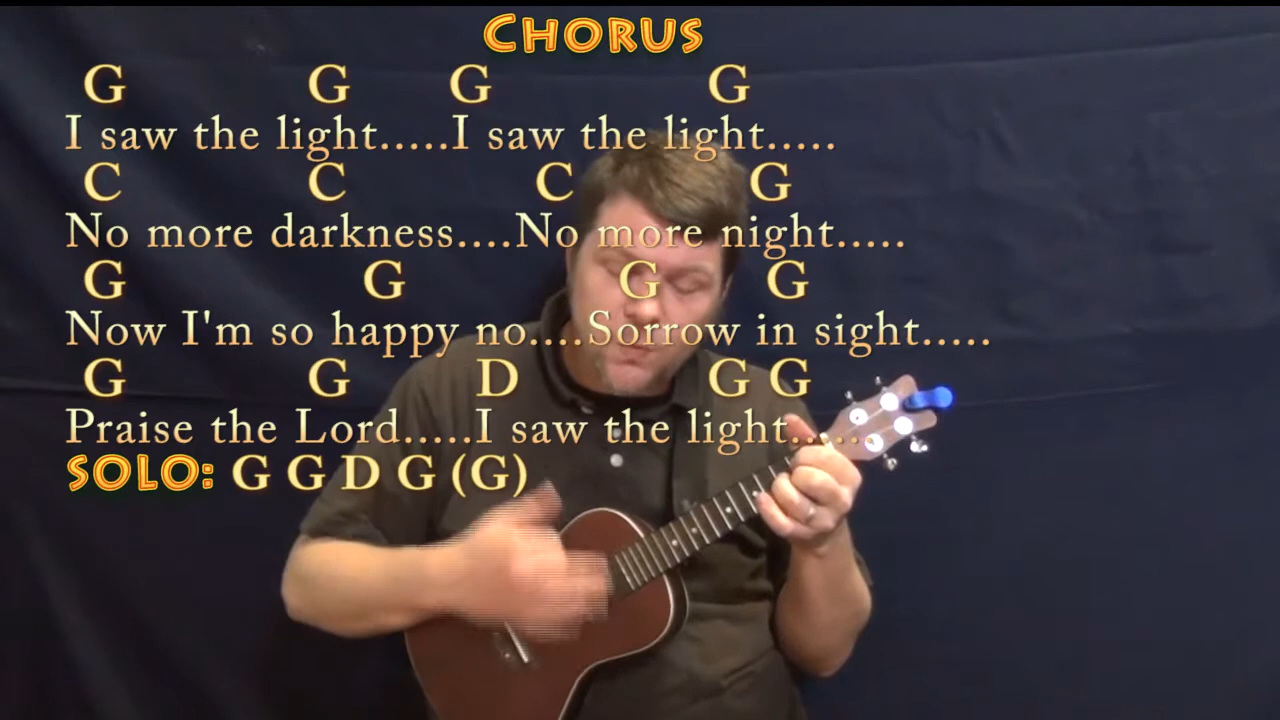 CHORUS
G G G G
I saw the light.....I saw the light.....
C C C G
No more darkness....No more night.....
G G G G
Now I'm so happy no....Sorrow in sight.....
G G D G G
Praise the Lord.....I saw the light......
SOLO: G G D G (G)